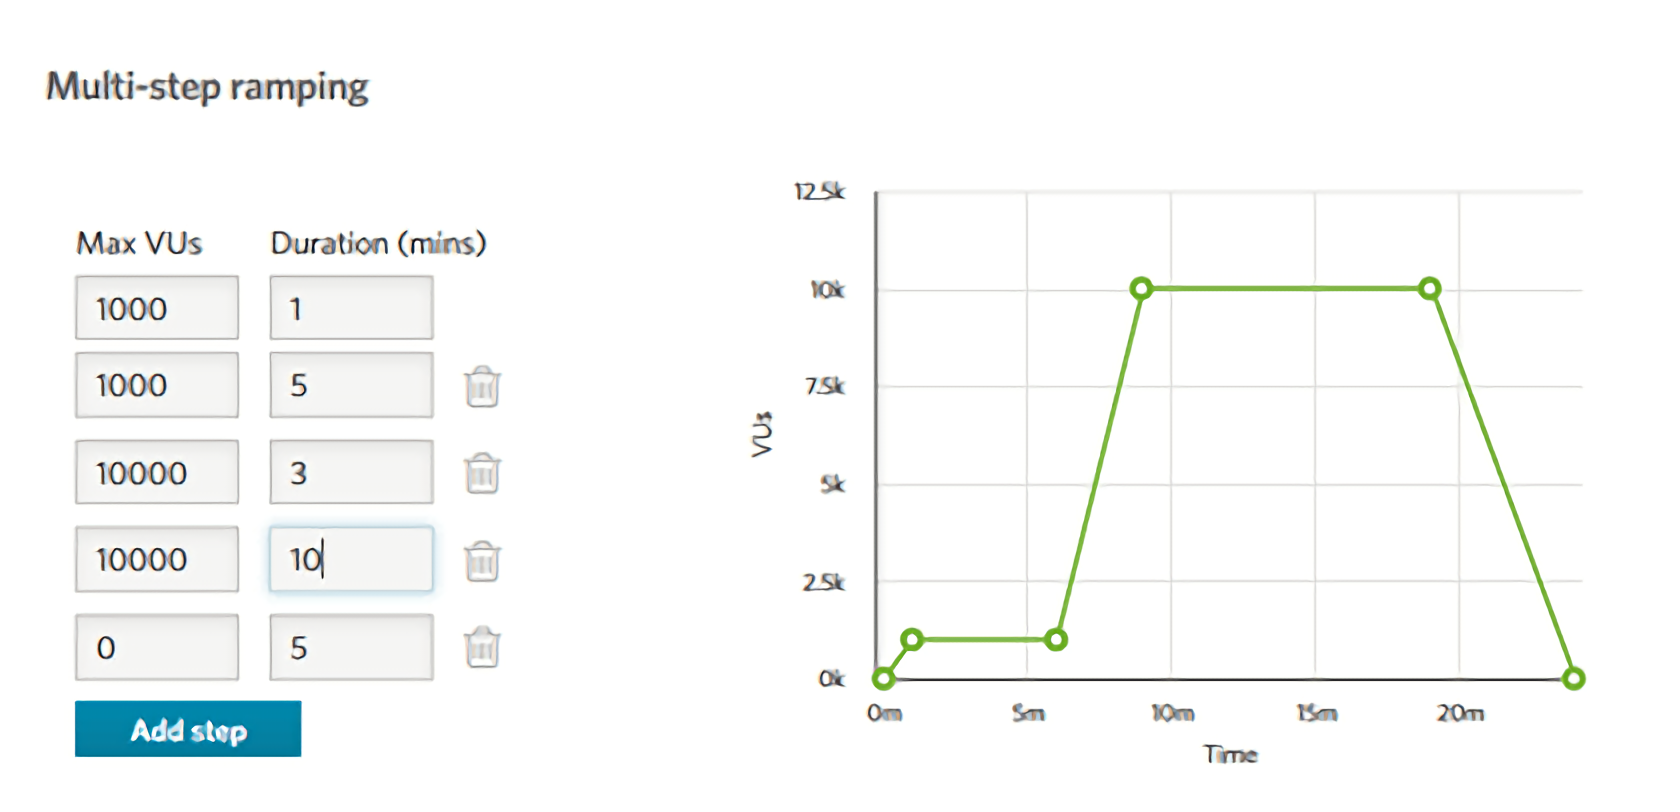 Multi-step ramping
Max VUs Duration (mins)
1000 1
1000 5
10000 3
10000 10
0 5
Add step
12.5k
10k
7.5k
5k
2.5k
0k
VUs
0m 5m 10m 15m 20m
Time